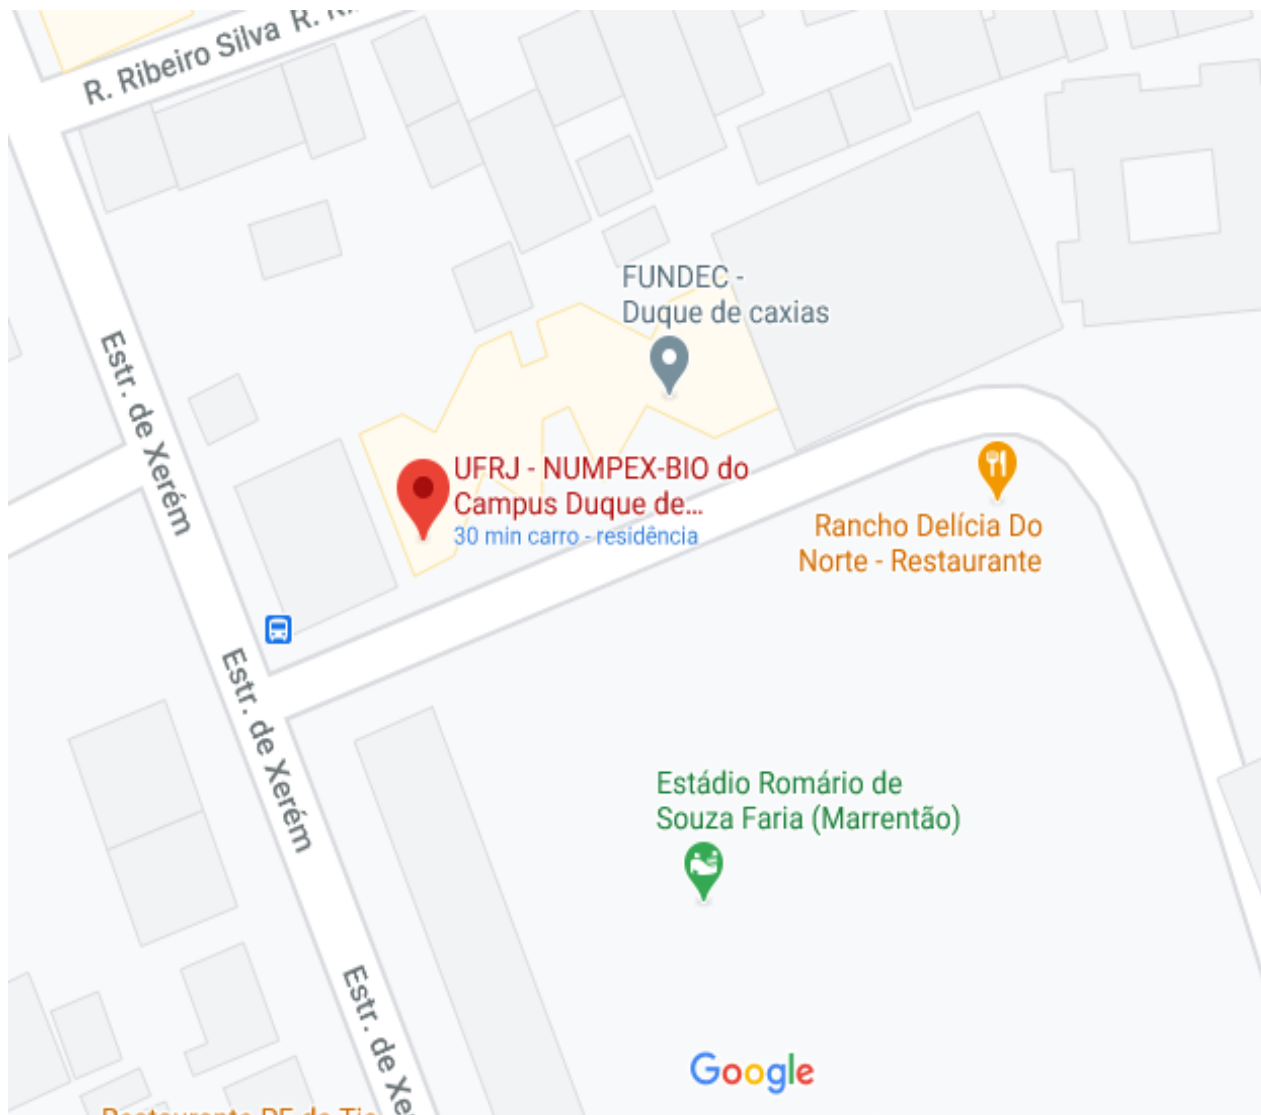 R. Ribeiro Silva
FUNDEC -
Duque de caxias
Estr. de Xerém
UFRJ - NUMPEX-BIO do
Campus Duque de...
30 min carro - residência
Rancho Delícia Do
Norte - Restaurante
Estr. de Xerém
Estádio Romário de
Souza Faria (Marrentão)
Estr. de
Google